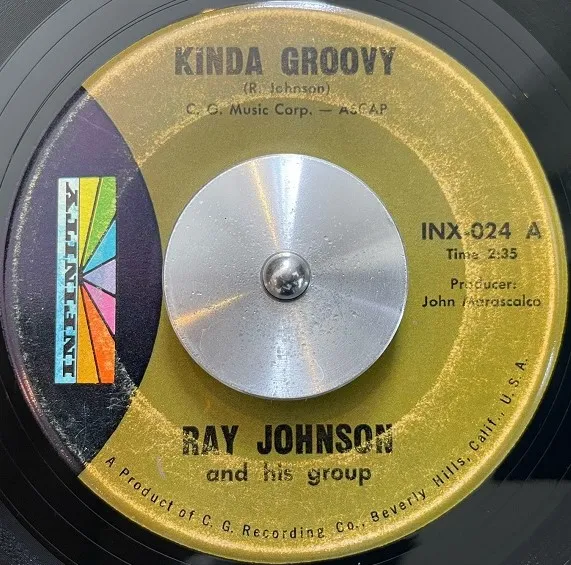 KINDA GROOVY
(R. Johnson)
C. G. Music Corp. — ASCAP
INFINITY
INX-024 A
Time 2:35
Producer:
John Marascalco
RAY JOHNSON
and his group
A Product of C. G. Recording Co., Beverly Hills, Calif., U. S. A.